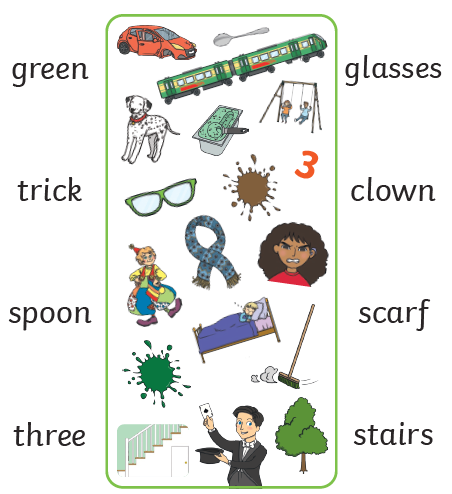 green glasses
3
trick clown
spoon scarf
three stairs